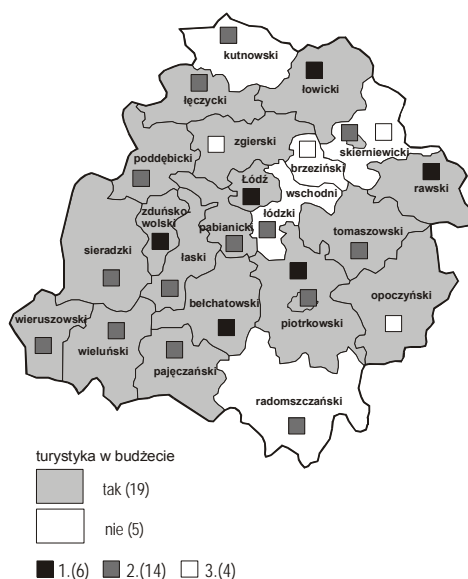 kutnowski
łowicki
łęczycki
zgierski
skierniewicki
brzeziński
poddębicki
rawski
Łódź
wschodni
zduńsko-
wolski
łódzki
pabianicki
tomaszowski
sieradzki
łaski
bełchatowski
opoczyński
wieruszowski
piotrkowski
wieluński
pajęczański
radomszczański
turystyka w budżecie
tak (19)
nie (5)
1.(6) 2.(14) 3.(4)